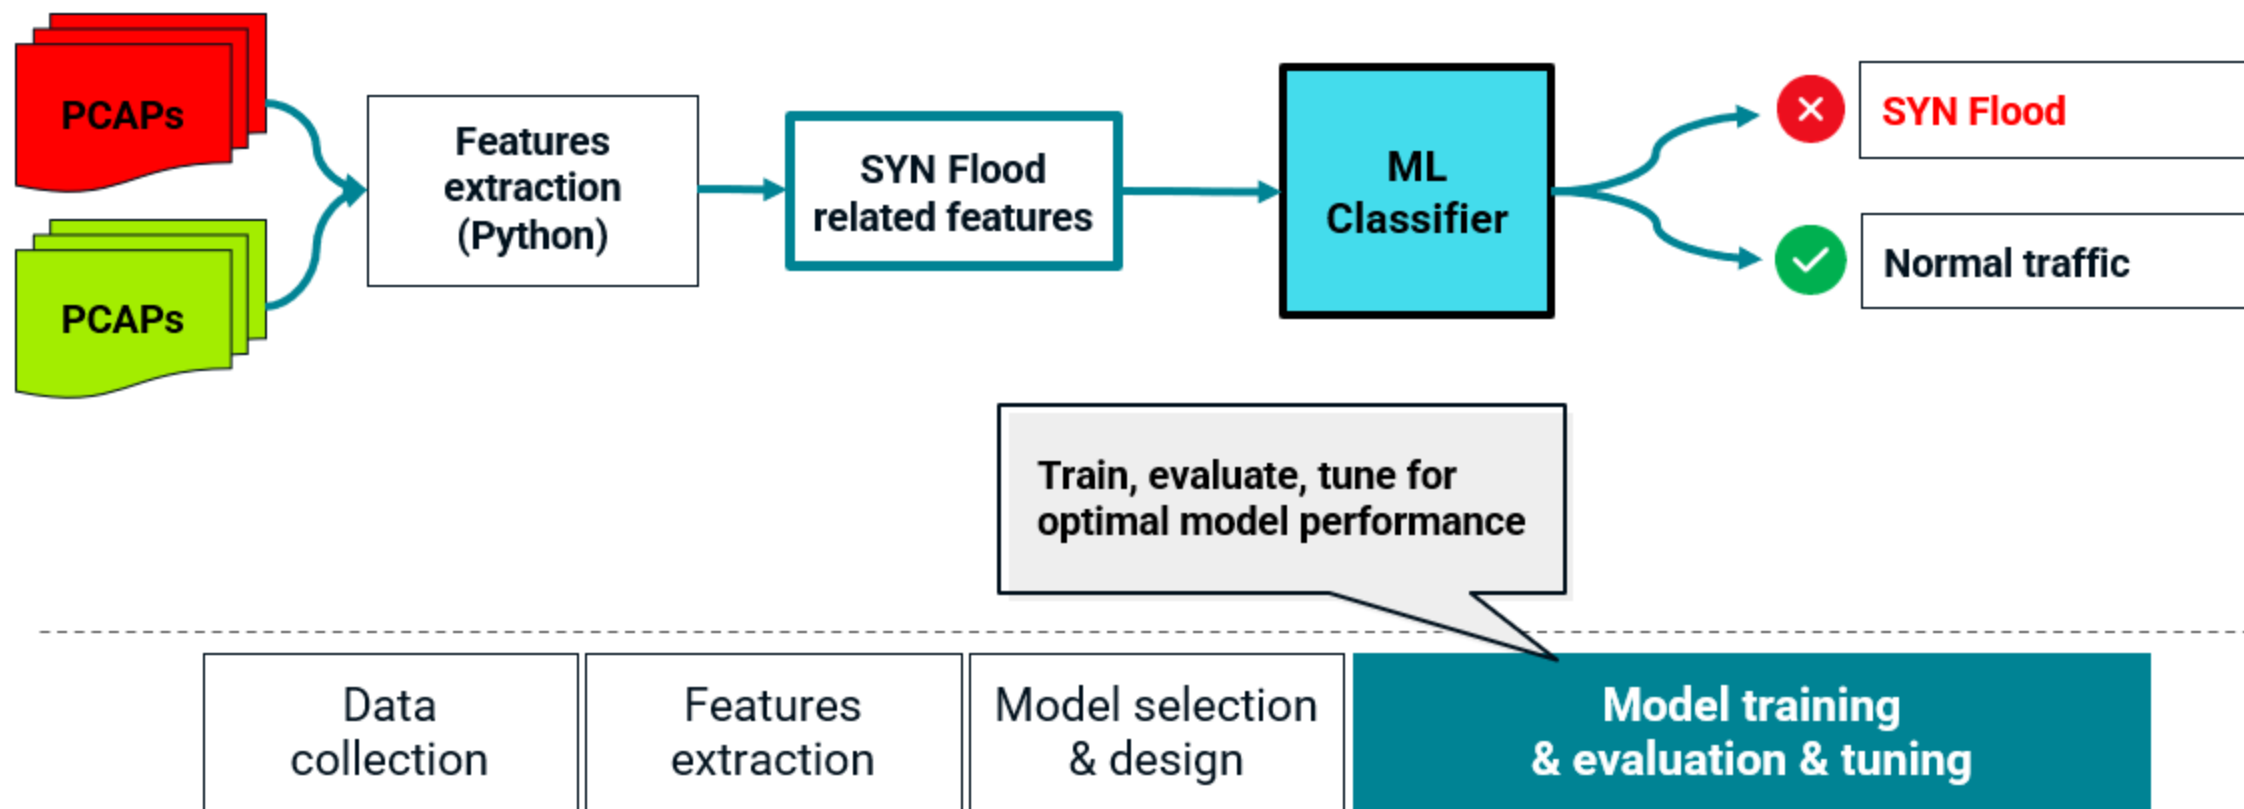 PCAPs
PCAPs
Features
extraction
(Python)
SYN Flood
related features
ML
Classifier
SYN Flood
Normal traffic
Train, evaluate, tune for
optimal model performance
Data
collection
Features
extraction
Model selection
& design
Model training
& evaluation & tuning